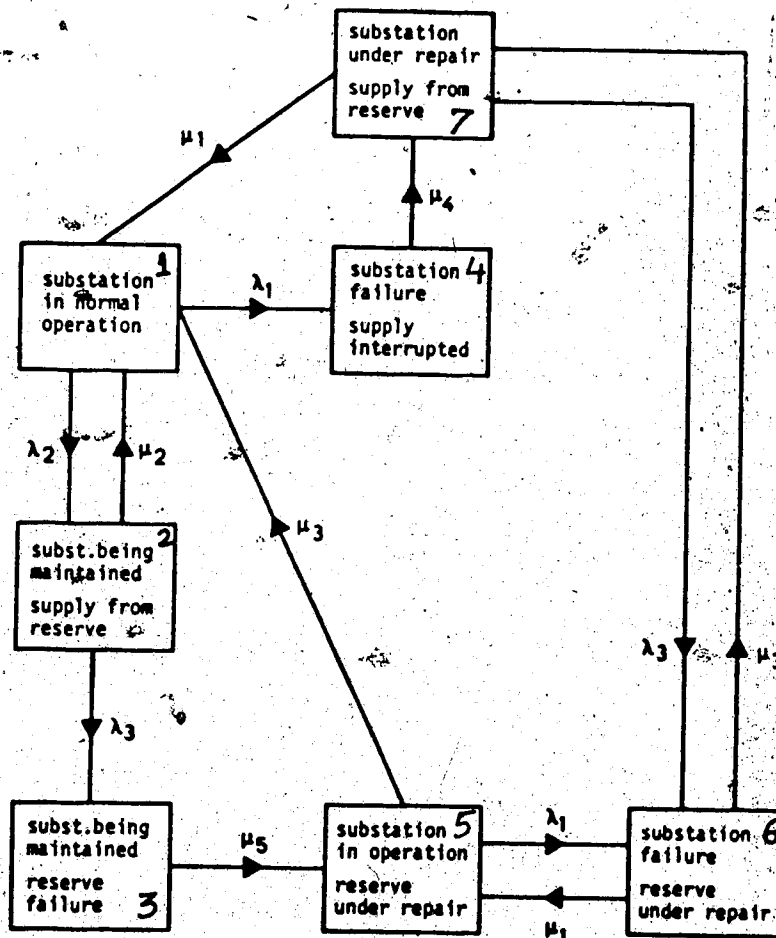 substation
under repair
supply from
reserve 7
μ1
μ4
substation 1
in normal
operation
λ1
substation 4
failure
supply
interrupted
λ2
μ2
μ3
subst.being 2
maintained
supply from
reserve
λ3
λ3
subst.being
maintained
reserve
failure 3
μ5
substation 5
in operation
reserve
under repair
λ1
μ1
substation 6
failure
reserve
under repair